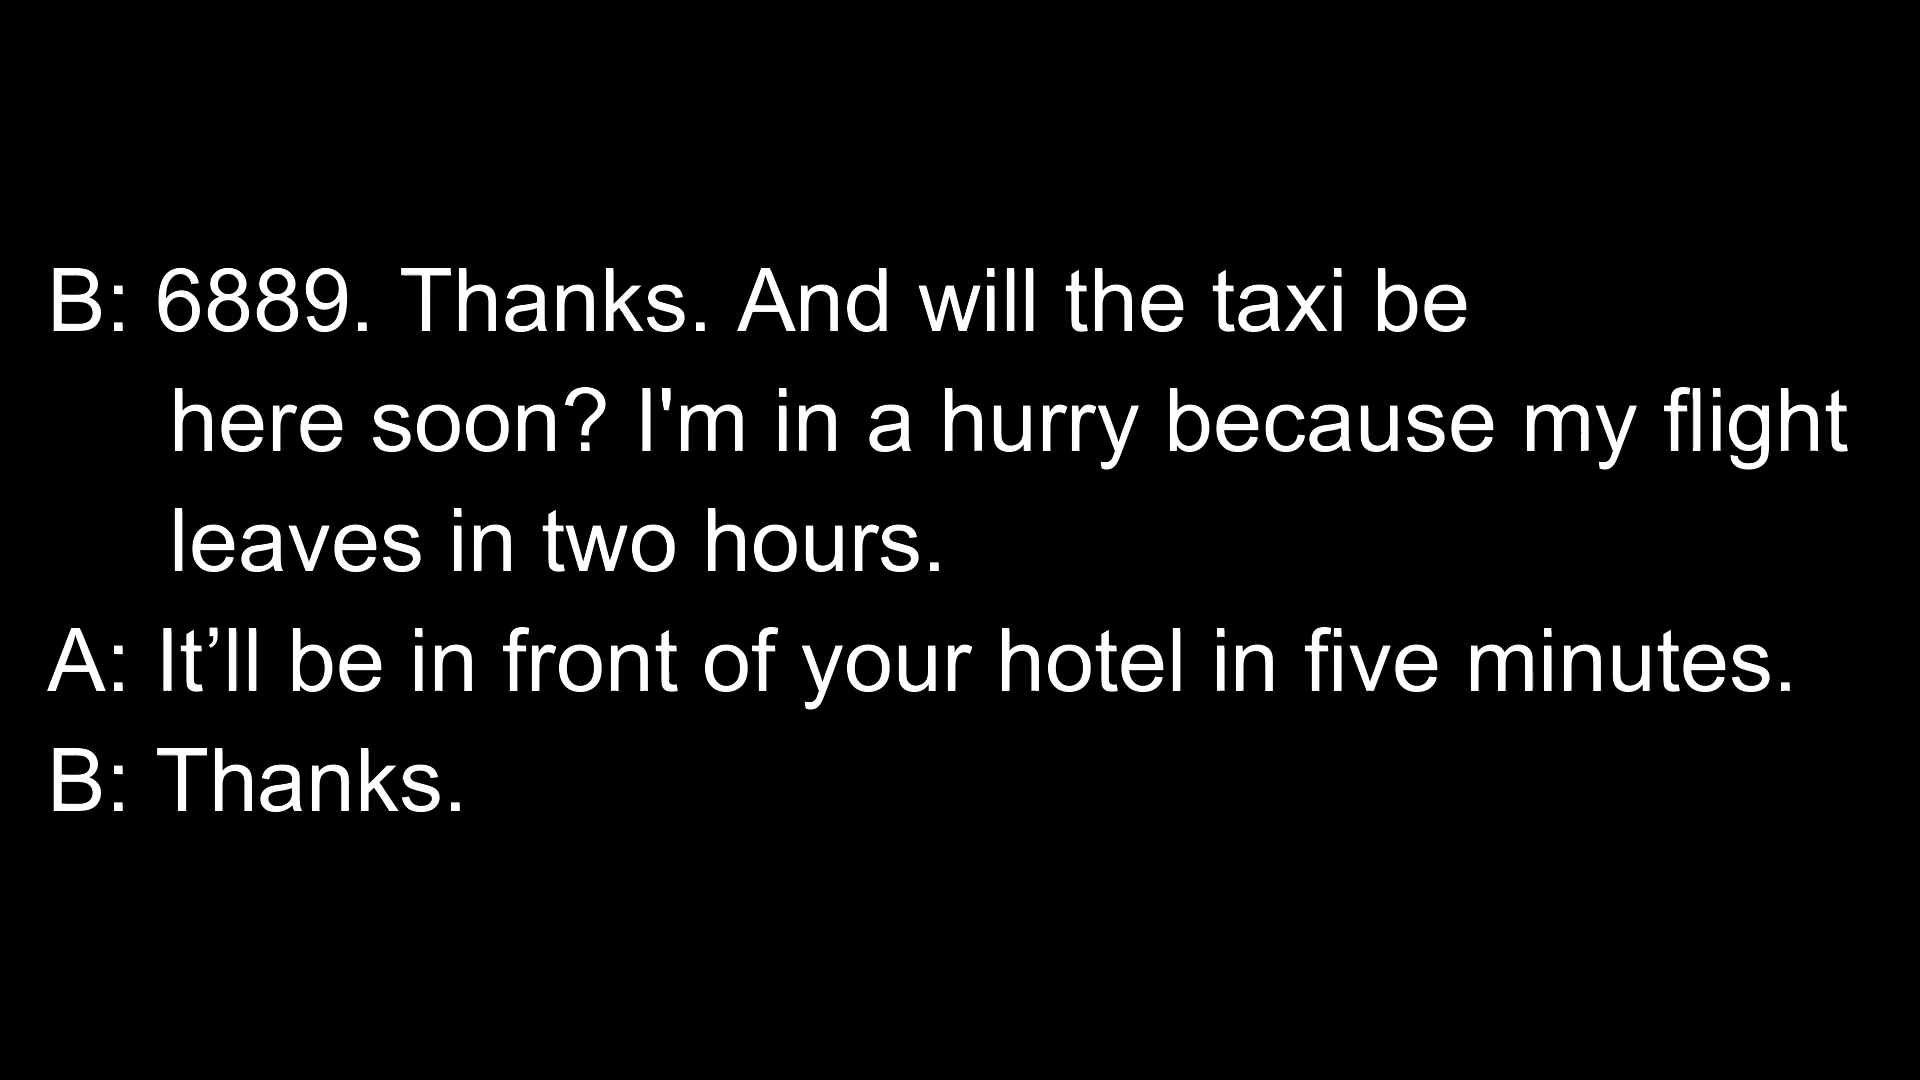 B: 6889. Thanks. And will the taxi be
here soon? I'm in a hurry because my flight
leaves in two hours.
A: It’ll be in front of your hotel in five minutes.
B: Thanks.